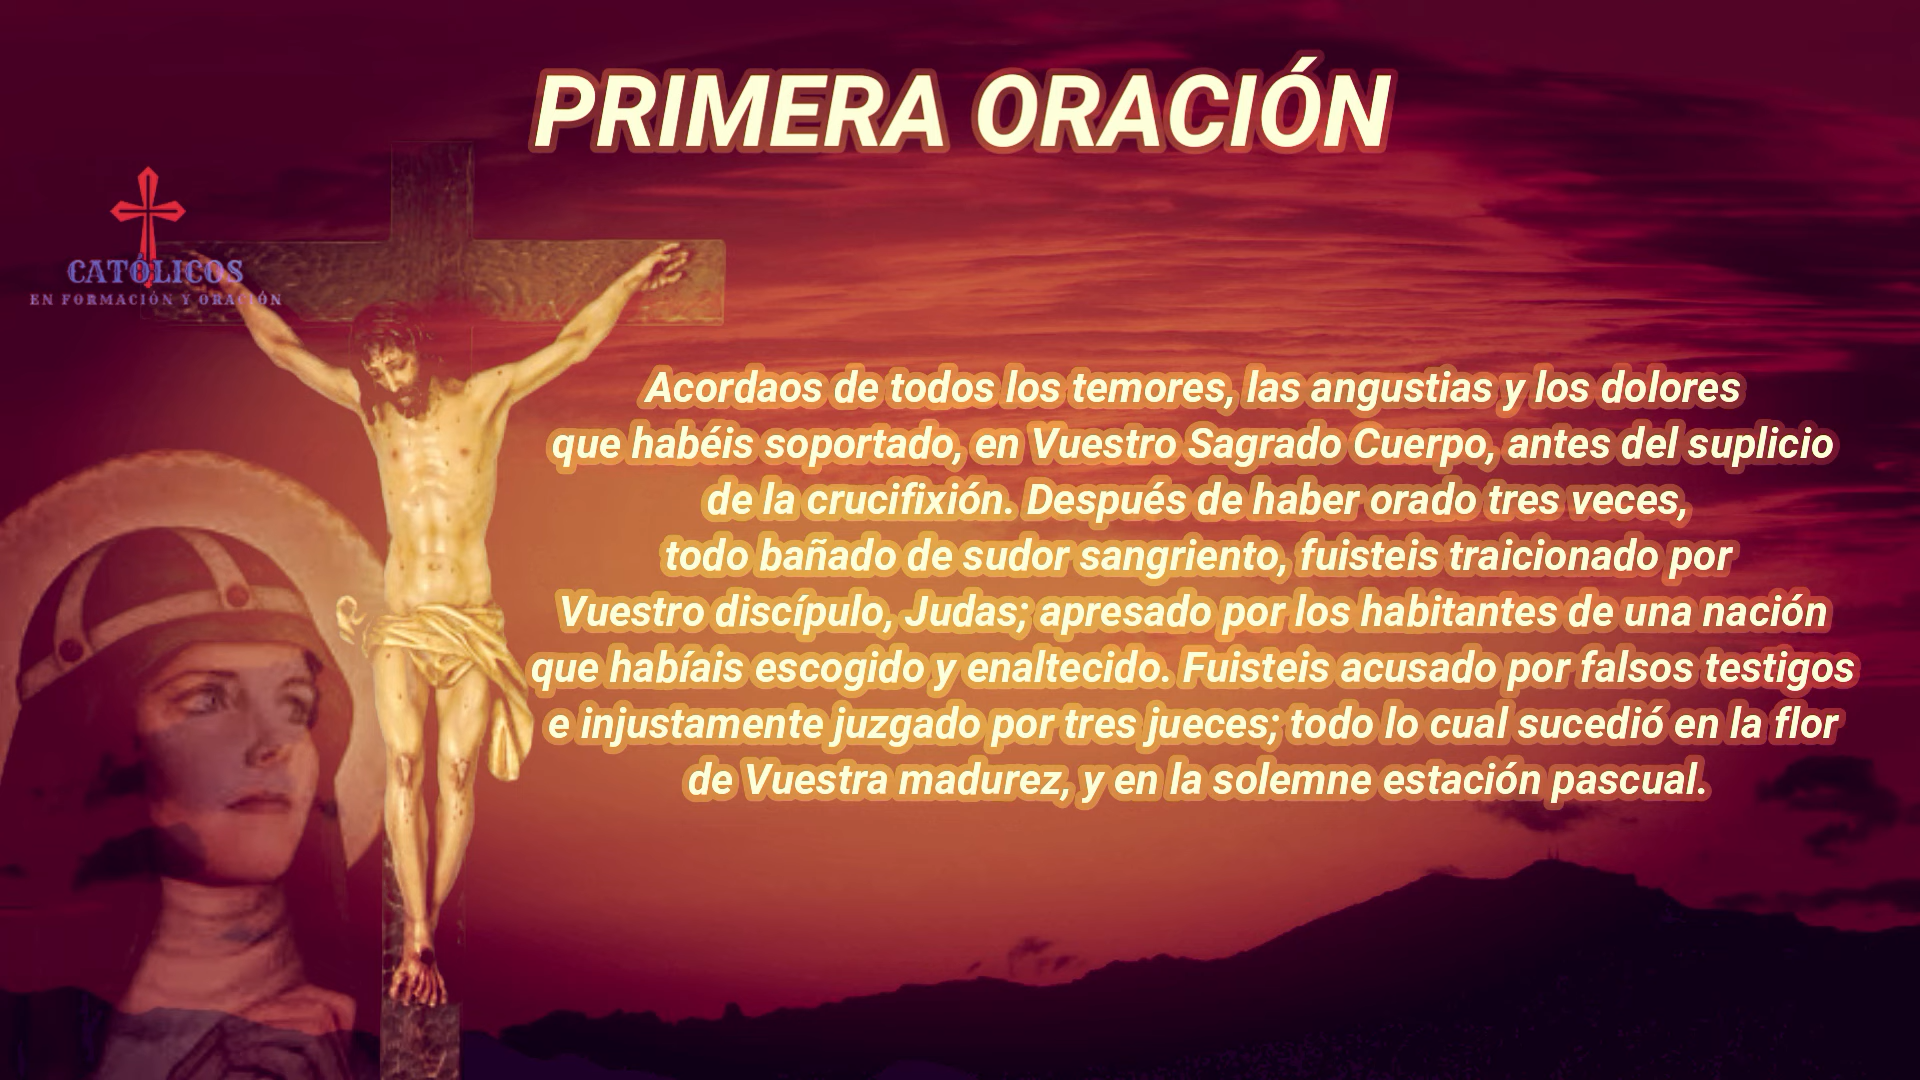 PRIMERA ORACIÓN
CATÓLICOS
EN FORMACIÓN Y ORACIÓN
Acordaos de todos los temores, las angustias y los dolores
que habéis soportado, en Vuestro Sagrado Cuerpo, antes del suplicio
de la crucifixión. Después de haber orado tres veces,
todo bañado de sudor sangriento, fuisteis traicionado por
Vuestro discípulo, Judas; apresado por los habitantes de una nación
que habíais escogido y enaltecido. Fuisteis acusado por falsos testigos
e injustamente juzgado por tres jueces; todo lo cual sucedió en la flor
de Vuestra madurez, y en la solemne estación pascual.